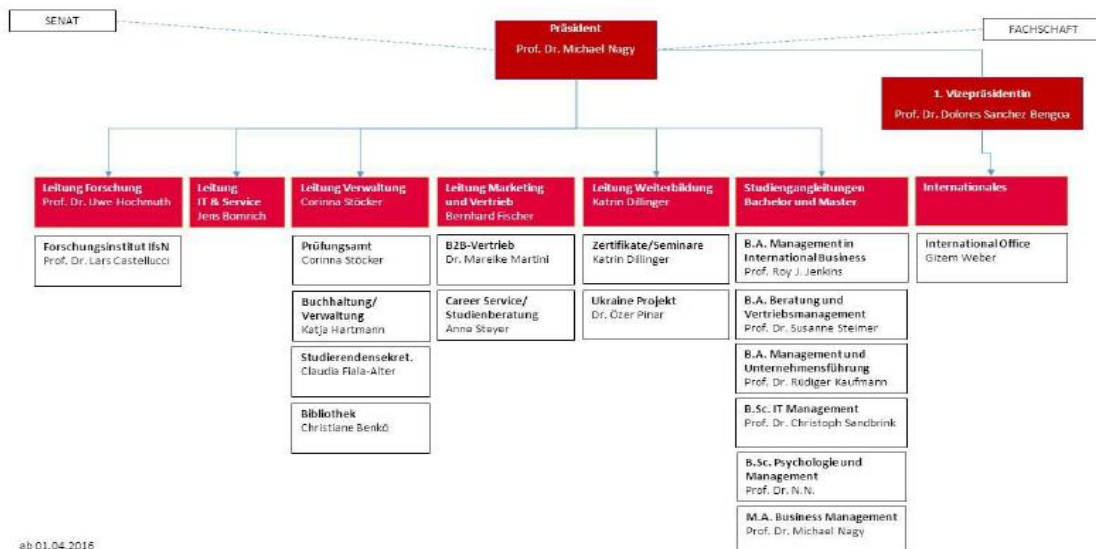 SENAT
Präsident
Prof. Dr. Michael Nagy
FACHSCHAFT
1. Vizepräsidentin
Prof. Dr. Dolores Sanchez Bengoa
Leitung Forschung
Prof. Dr. Uwe Hochmuth
Leitung
IT & Service
Jens Bomrich
Leitung Verwaltung
Corinna Stöcker
Leitung Marketing
und Vertrieb
Bernhard Fischer
Leitung Weiterbildung
Katrin Dillinger
Studiengangleitungen
Bachelor und Master
Internationales
Forschungsinstitut IfsN
Prof. Dr. Lars Castellucci
Prüfungsamt
Corinna Stöcker
Buchhaltung/
Verwaltung
Katja Hartmann
Studierendensekret.
Claudia Fiala-Alter
Bibliothek
Christiane Benkö
B2B-Vertrieb
Dr. Mareike Martini
Career Service/
Studienberatung
Anne Steyer
Zertifikate/Seminare
Katrin Dillinger
Ukraine Projekt
Dr. Özer Pinar
B.A. Management in
International Business
Prof. Roy J. Jenkins
B.A. Beratung und
Vertriebsmanagement
Prof. Dr. Susanne Steimer
B.A. Management und
Unternehmensführung
Prof. Dr. Rüdiger Kaufmann
B.Sc. IT Management
Prof. Dr. Christoph Sandbrink
B.Sc. Psychologie und
Management
Prof. Dr. N.N.
M.A. Business Management
Prof. Dr. Michael Nagy
International Office
Gizem Weber
ab 01.04.2016